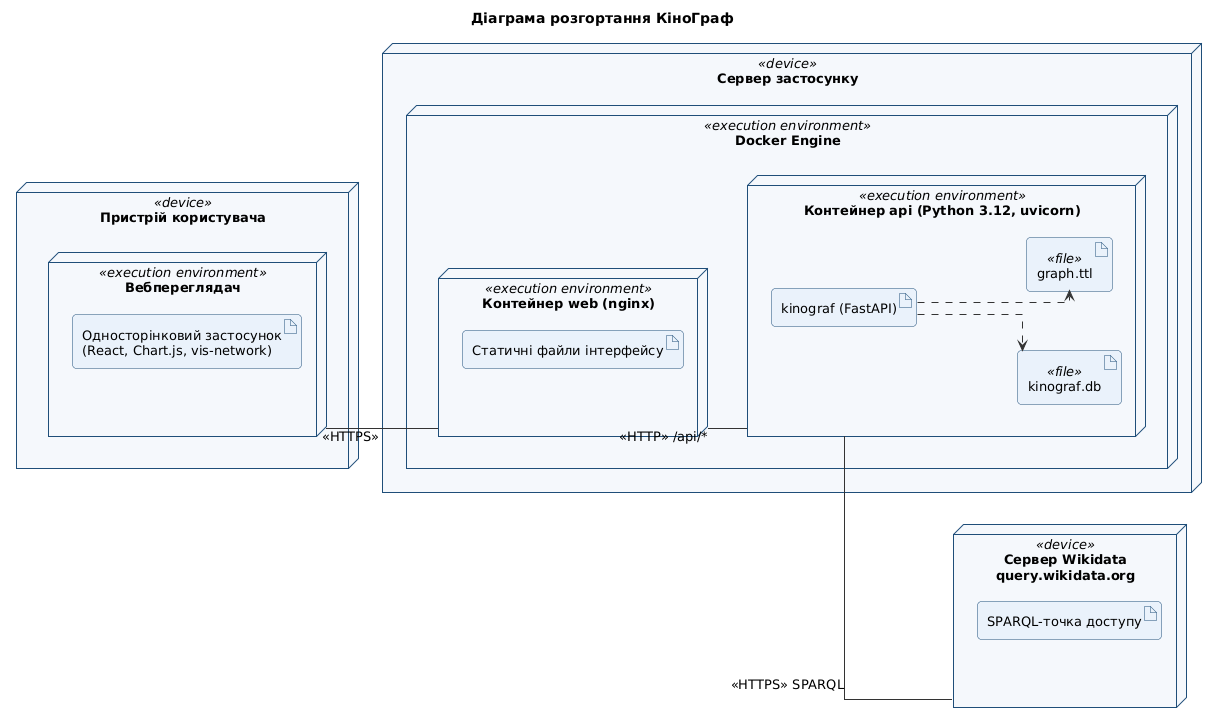 Діаграма розгортання КіноГраф
«device»
Сервер застосунку
«execution environment»
Docker Engine
«device»
Пристрій користувача
«execution environment»
Вебпереглядач
Односторінковий застосунок
(React, Chart.js, vis-network)
«execution environment»
Контейнер web (nginx)
Статичні файли інтерфейсу
«execution environment»
Контейнер api (Python 3.12, uvicorn)
«file»
graph.ttl
kinograf (FastAPI)
«file»
kinograf.db
«HTTPS»
«HTTP» /api/*
«device»
Сервер Wikidata
query.wikidata.org
SPARQL-точка доступу
«HTTPS» SPARQL